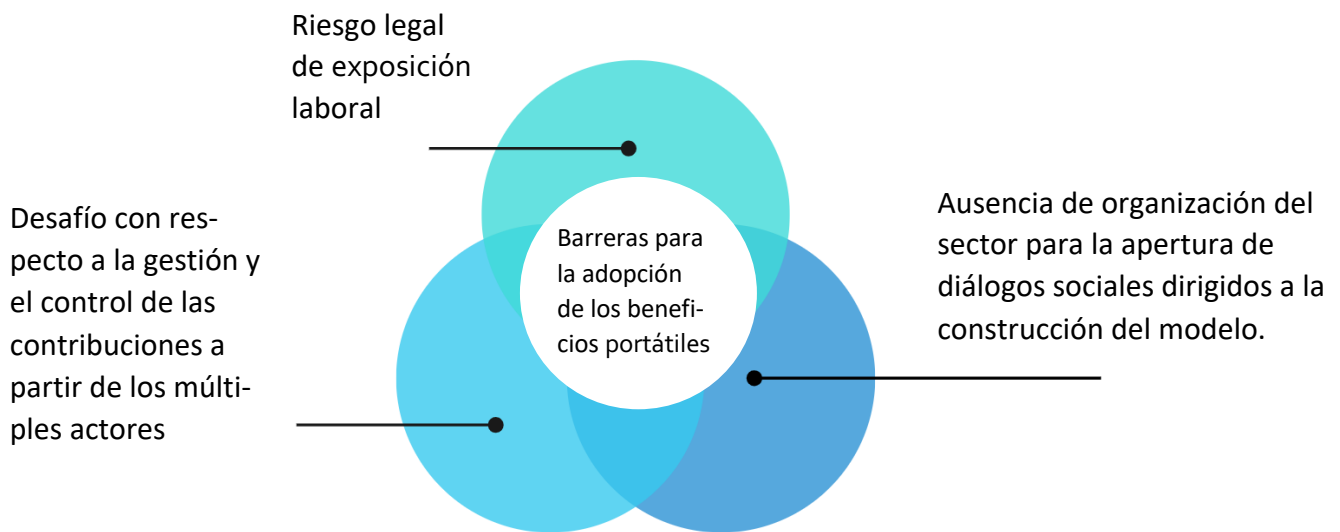 Riesgo legal
de exposición
laboral
Desafío con res-
pecto a la gestión y
el control de las
contribuciones a
partir de los múlti-
ples actores
Barreras para
la adopción
de los benefi-
cios portátiles
Ausencia de organización del
sector para la apertura de
diálogos sociales dirigidos a la
construcción del modelo.